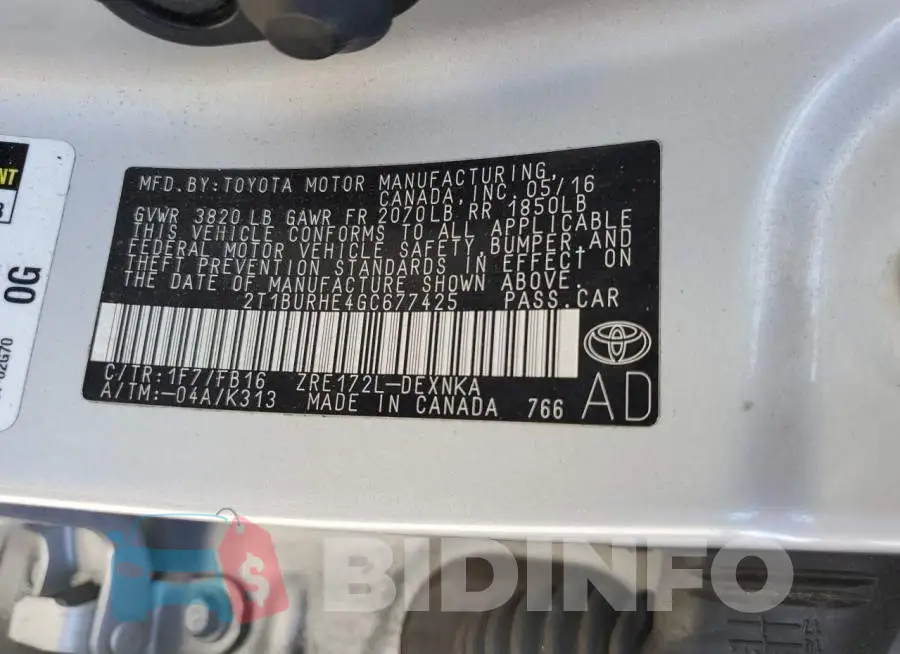 MFD.BY:TOYOTA MOTOR MANUFACTURING,
CANADA,INC.05/16
GVWR 3820 LB GAWR FR 2070LB RR 1850LB
THIS VEHICLE CONFORMS TO ALL APPLICABLE
FEDERAL MOTOR VEHICLE SAFETY,BUMPER,AND
THEFT PREVENTION STANDARDS IN EFFECT ON
THE DATE OF MANUFACTURE SHOWN ABOVE.
2T1BURHE4GC677425 PASS.CAR
C/TR:1F7/FB16 ZRE172L-DEXNKA
A/TM:-04A/K313 MADE IN CANADA 766
AD
0G
02G70
$
BIDINFO